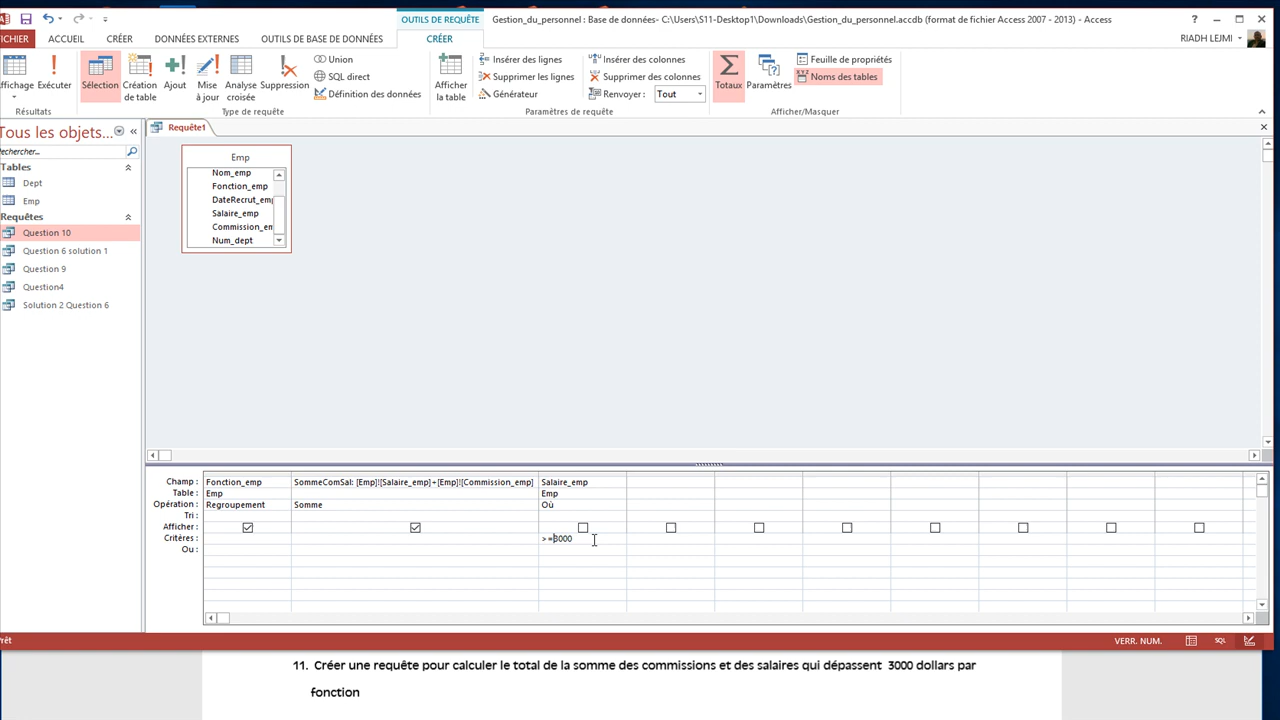 OUTILS DE REQUÊTE
Gestion_du_personnel : Base de données- C:\Users\S11-Desktop1\Downloads\Gestion_du_personnel.accdb (format de fichier Access 2007 - 2013) - Access
ICHIER
ACCUEIL
CRÉER
DONNÉES EXTERNES
OUTILS DE BASE DE DONNÉES
CRÉER
RIADH LEJMI
ffichage
Exécuter
Résultats
Sélection
Création de table
Ajout
Mise à jour
Analyse croisée
Suppression
Union
SQL direct
Définition des données
Type de requête
Afficher la table
Insérer des lignes
Supprimer les lignes
Générateur
Insérer des colonnes
Supprimer des colonnes
Renvoyer : Tout
Paramètres de requête
Totaux
Paramètres
Feuille de propriétés
Noms des tables
Afficher/Masquer
Tous les objets...
echercher...
Tables
Dept
Emp
Requêtes
Question 10
Question 6 solution 1
Question 9
Question4
Solution 2 Question 6
Requête1
Emp
Nom_emp
Fonction_emp
DateRecrut_emp
Salaire_emp
Commission_em
Num_dept
Champ : Fonction_emp SommeComSal: [Emp]![Salaire_emp]+[Emp]![Commission_emp] Salaire_emp
Table : Emp Emp
Opération : Regroupement Somme Où
Tri :
Afficher :
Critères : > =3000
Ou :
rêt
VERR. NUM.
SQL
11. Créer une requête pour calculer le total de la somme des commissions et des salaires qui dépassent 3000 dollars par
fonction